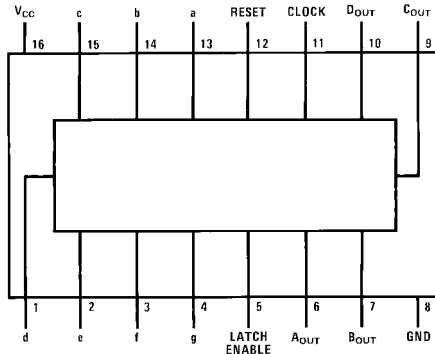 VCC c b a RESET CLOCK DOUT COUT
16 15 14 13 12 11 10 9
1 2 3 4 5 6 7 8
d e f g LATCH ENABLE AOUT BOUT GND